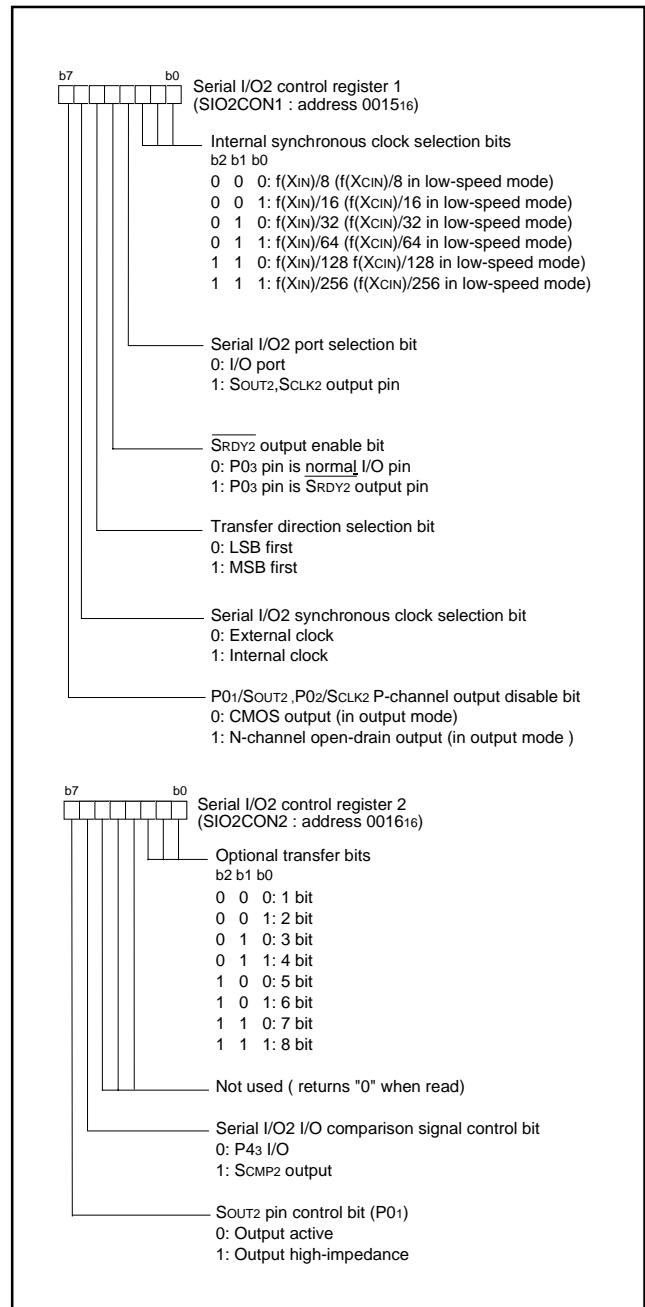 b7 b0
Serial I/O2 control register 1
(SIO2CON1 : address 001516)
Internal synchronous clock selection bits
b2 b1 b0
0 0 0: f(XIN)/8 (f(XCIN)/8 in low-speed mode)
0 0 1: f(XIN)/16 (f(XCIN)/16 in low-speed mode)
0 1 0: f(XIN)/32 (f(XCIN)/32 in low-speed mode)
0 1 1: f(XIN)/64 (f(XCIN)/64 in low-speed mode)
1 1 0: f(XIN)/128 f(XCIN)/128 in low-speed mode)
1 1 1: f(XIN)/256 (f(XCIN)/256 in low-speed mode)
Serial I/O2 port selection bit
0: I/O port
1: SOUT2,SCLK2 output pin
SRDY2 output enable bit
0: P03 pin is normal I/O pin
1: P03 pin is SRDY2 output pin
Transfer direction selection bit
0: LSB first
1: MSB first
Serial I/O2 synchronous clock selection bit
0: External clock
1: Internal clock
P01/SOUT2 ,P02/SCLK2 P-channel output disable bit
0: CMOS output (in output mode)
1: N-channel open-drain output (in output mode )
b7 b0
Serial I/O2 control register 2
(SIO2CON2 : address 001616)
Optional transfer bits
b2 b1 b0
0 0 0: 1 bit
0 0 1: 2 bit
0 1 0: 3 bit
0 1 1: 4 bit
1 0 0: 5 bit
1 0 1: 6 bit
1 1 0: 7 bit
1 1 1: 8 bit
Not used ( returns "0" when read)
Serial I/O2 I/O comparison signal control bit
0: P43 I/O
1: SCMP2 output
SOUT2 pin control bit (P01)
0: Output active
1: Output high-impedance